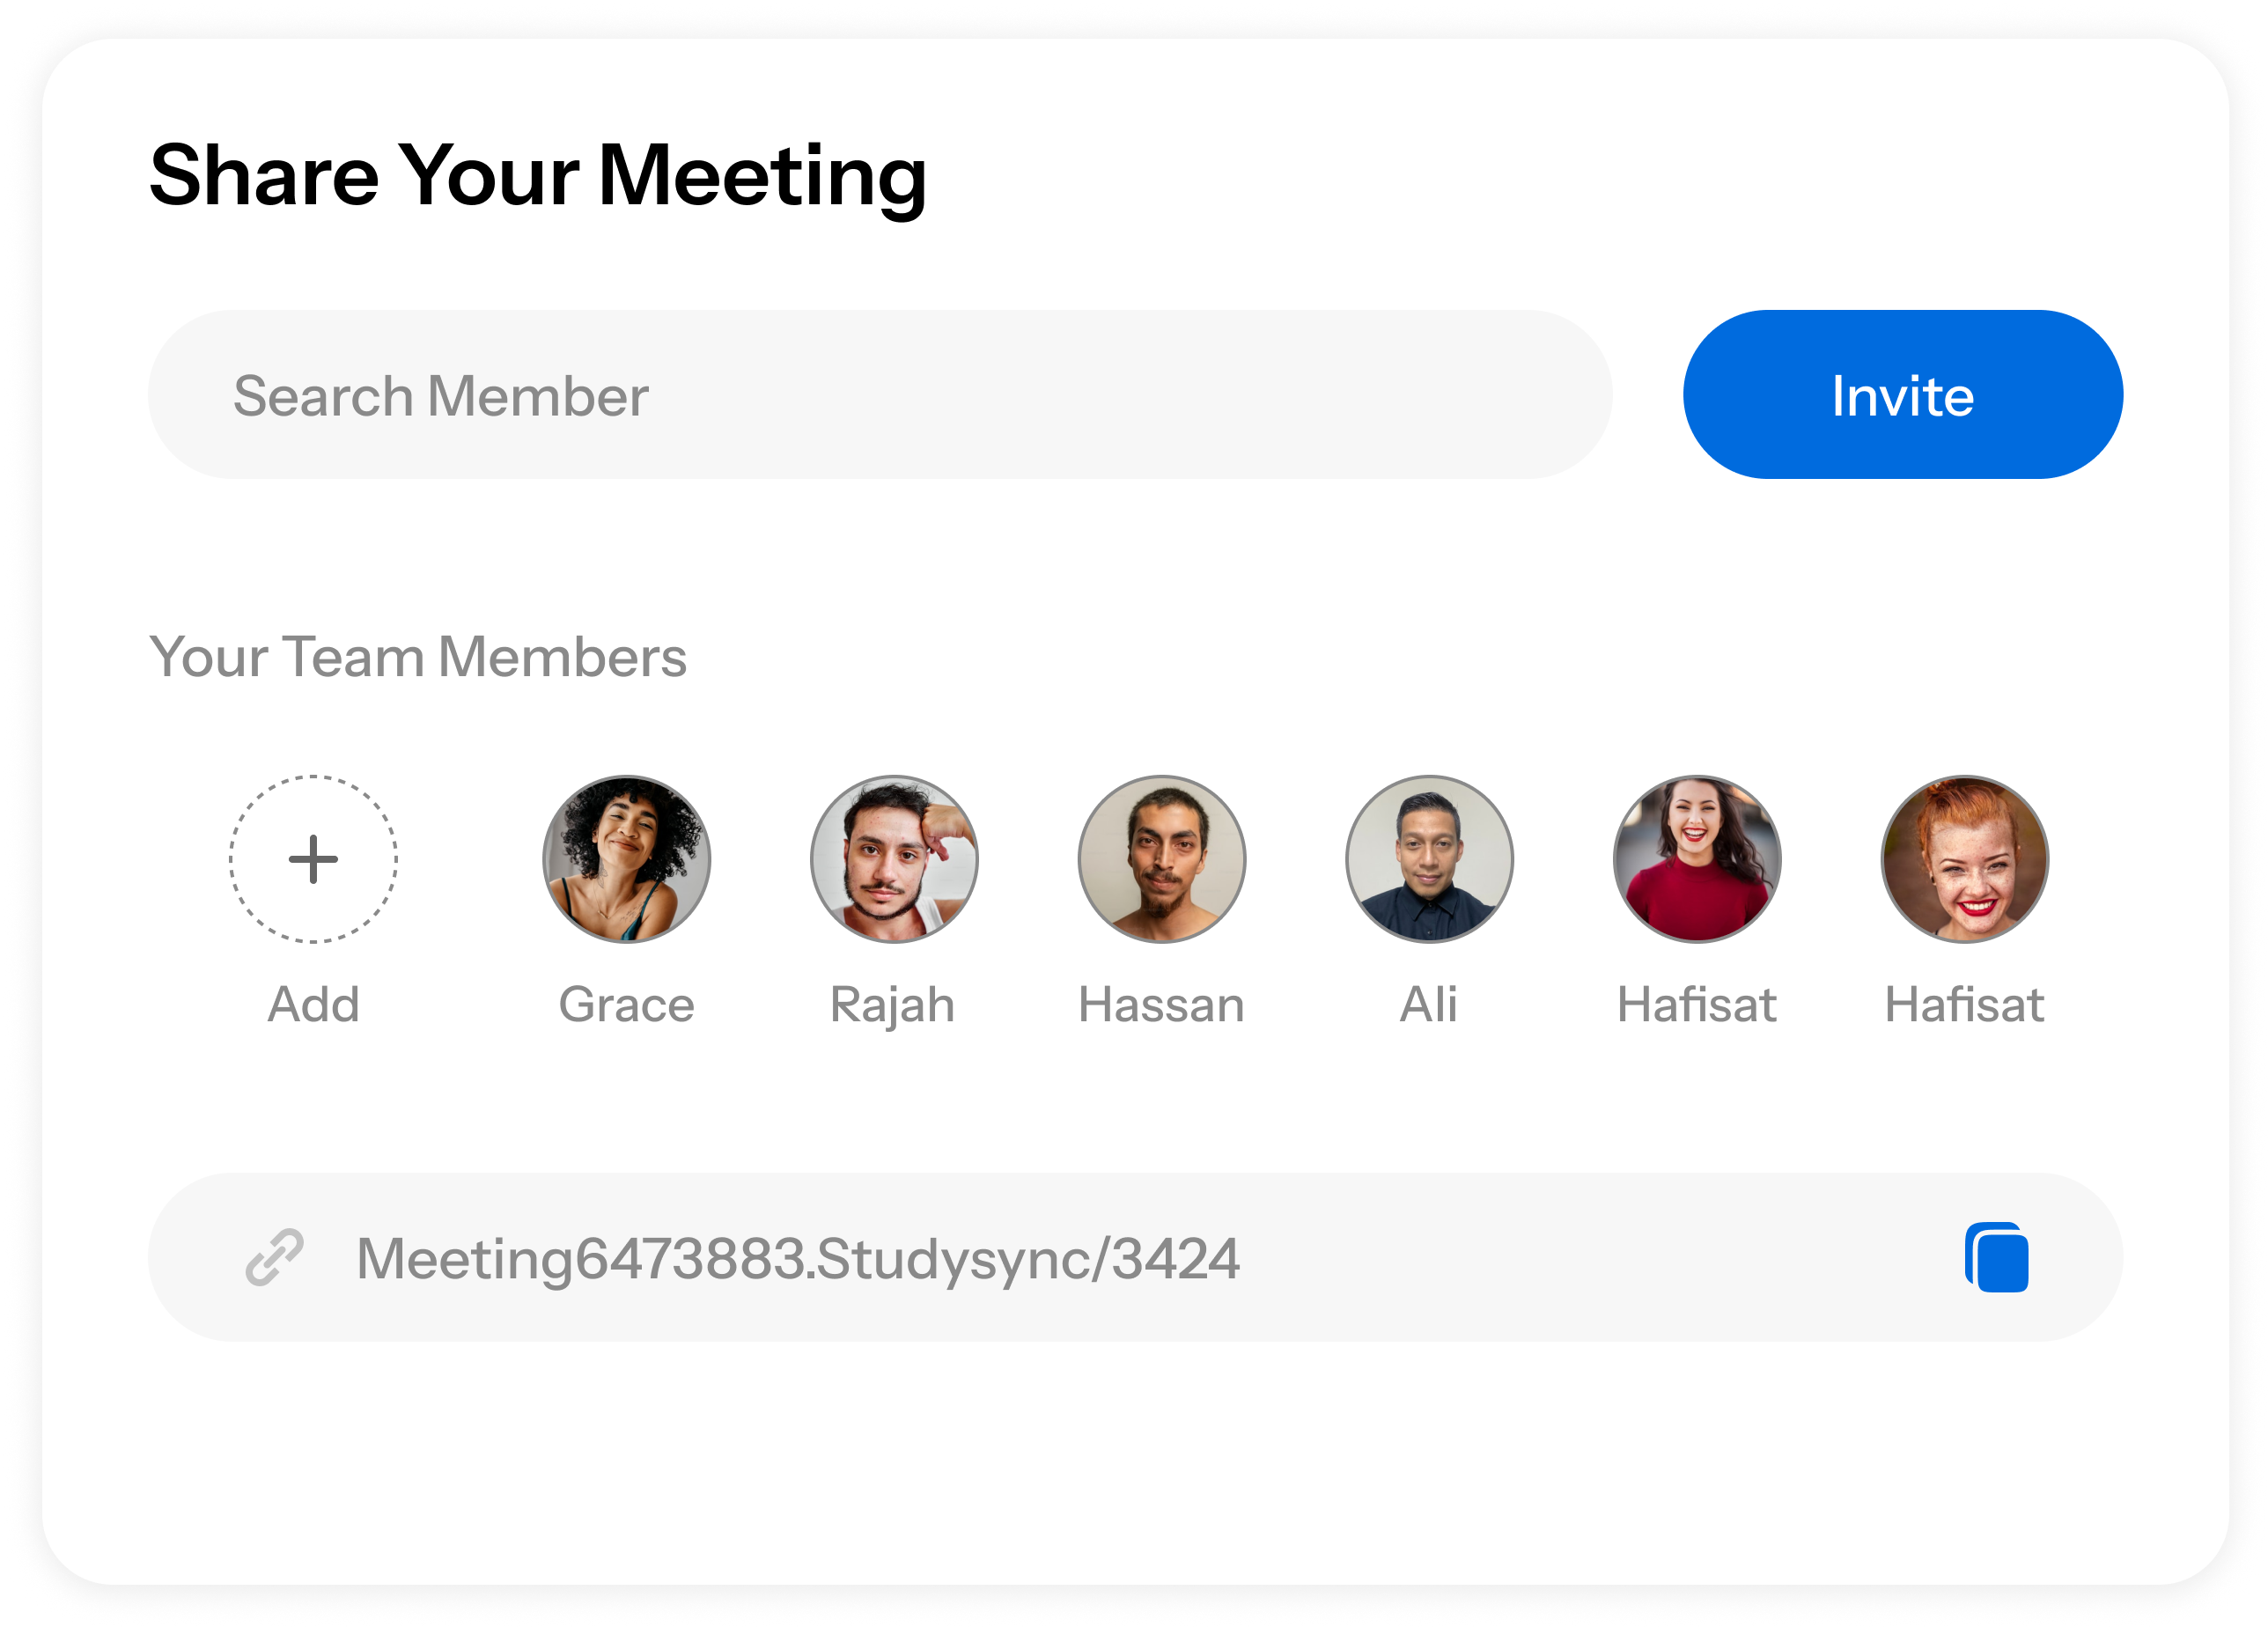 Share Your Meeting
Search Member
Invite
Your Team Members
Add
Grace
Rajah
Hassan
Ali
Hafisat
Hafisat
Meeting6473883.Studysync/3424